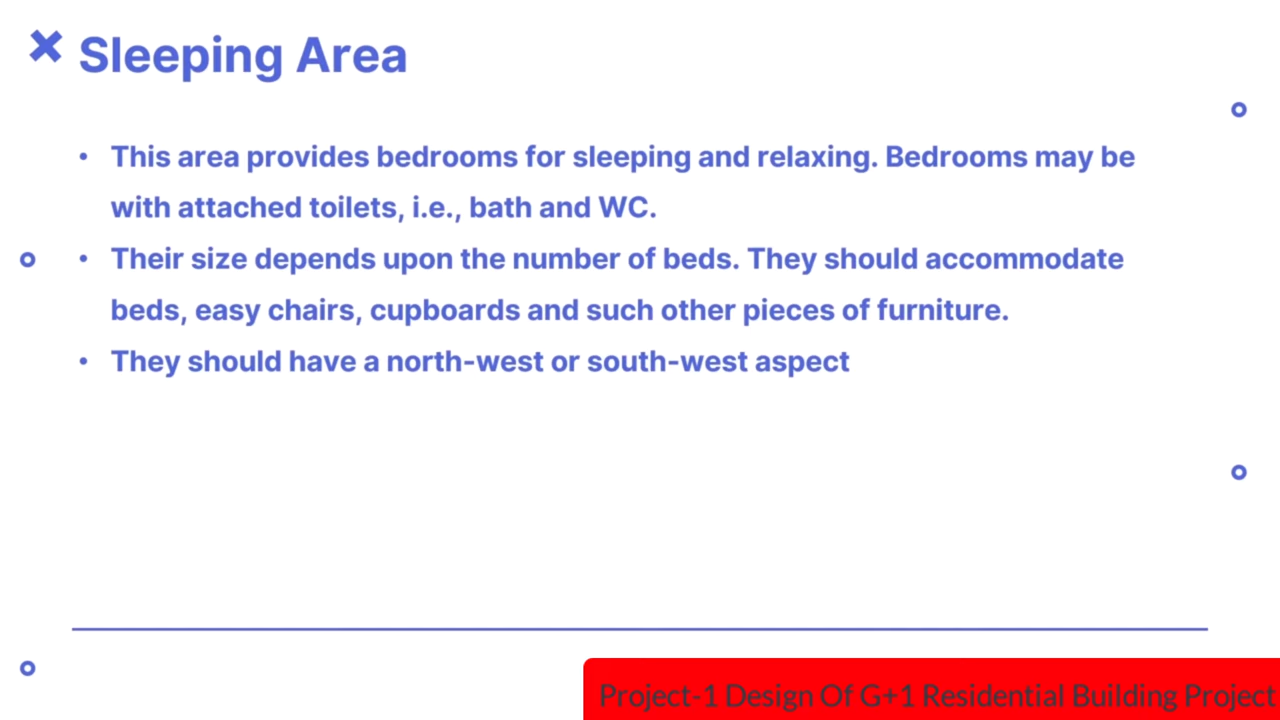 Sleeping Area
• This area provides bedrooms for sleeping and relaxing. Bedrooms may be
with attached toilets, i.e., bath and WC.
• Their size depends upon the number of beds. They should accommodate
beds, easy chairs, cupboards and such other pieces of furniture.
• They should have a north-west or south-west aspect
Project-1 Design Of G+1 Residential Building Project